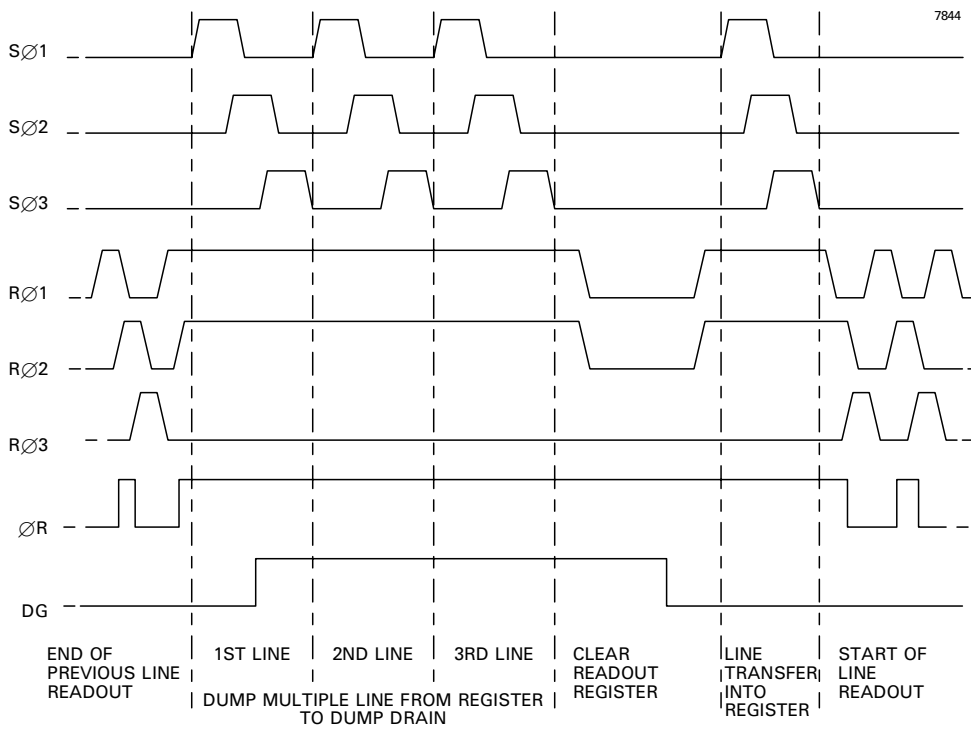 7844
SØ1
SØ2
SØ3
RØ1
RØ2
RØ3
ØR
DG
END OF
PREVIOUS LINE
READOUT
1ST LINE
2ND LINE
3RD LINE
DUMP MULTIPLE LINE FROM REGISTER
TO DUMP DRAIN
CLEAR
READOUT
REGISTER
LINE
TRANSFER
INTO
REGISTER
START OF
LINE
READOUT